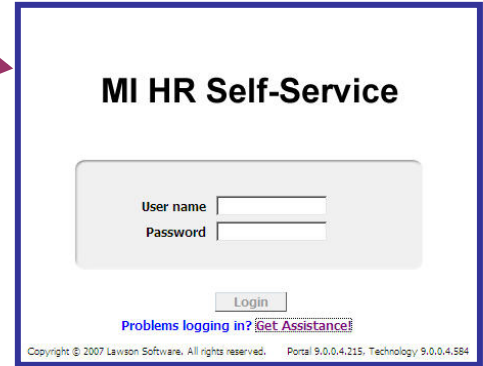 MI HR Self-Service
User name
Password
Login
Problems logging in? Get Assistance!
Copyright © 2007 Lawson Software. All rights reserved. Portal 9.0.0.4.215, Technology 9.0.0.4.584